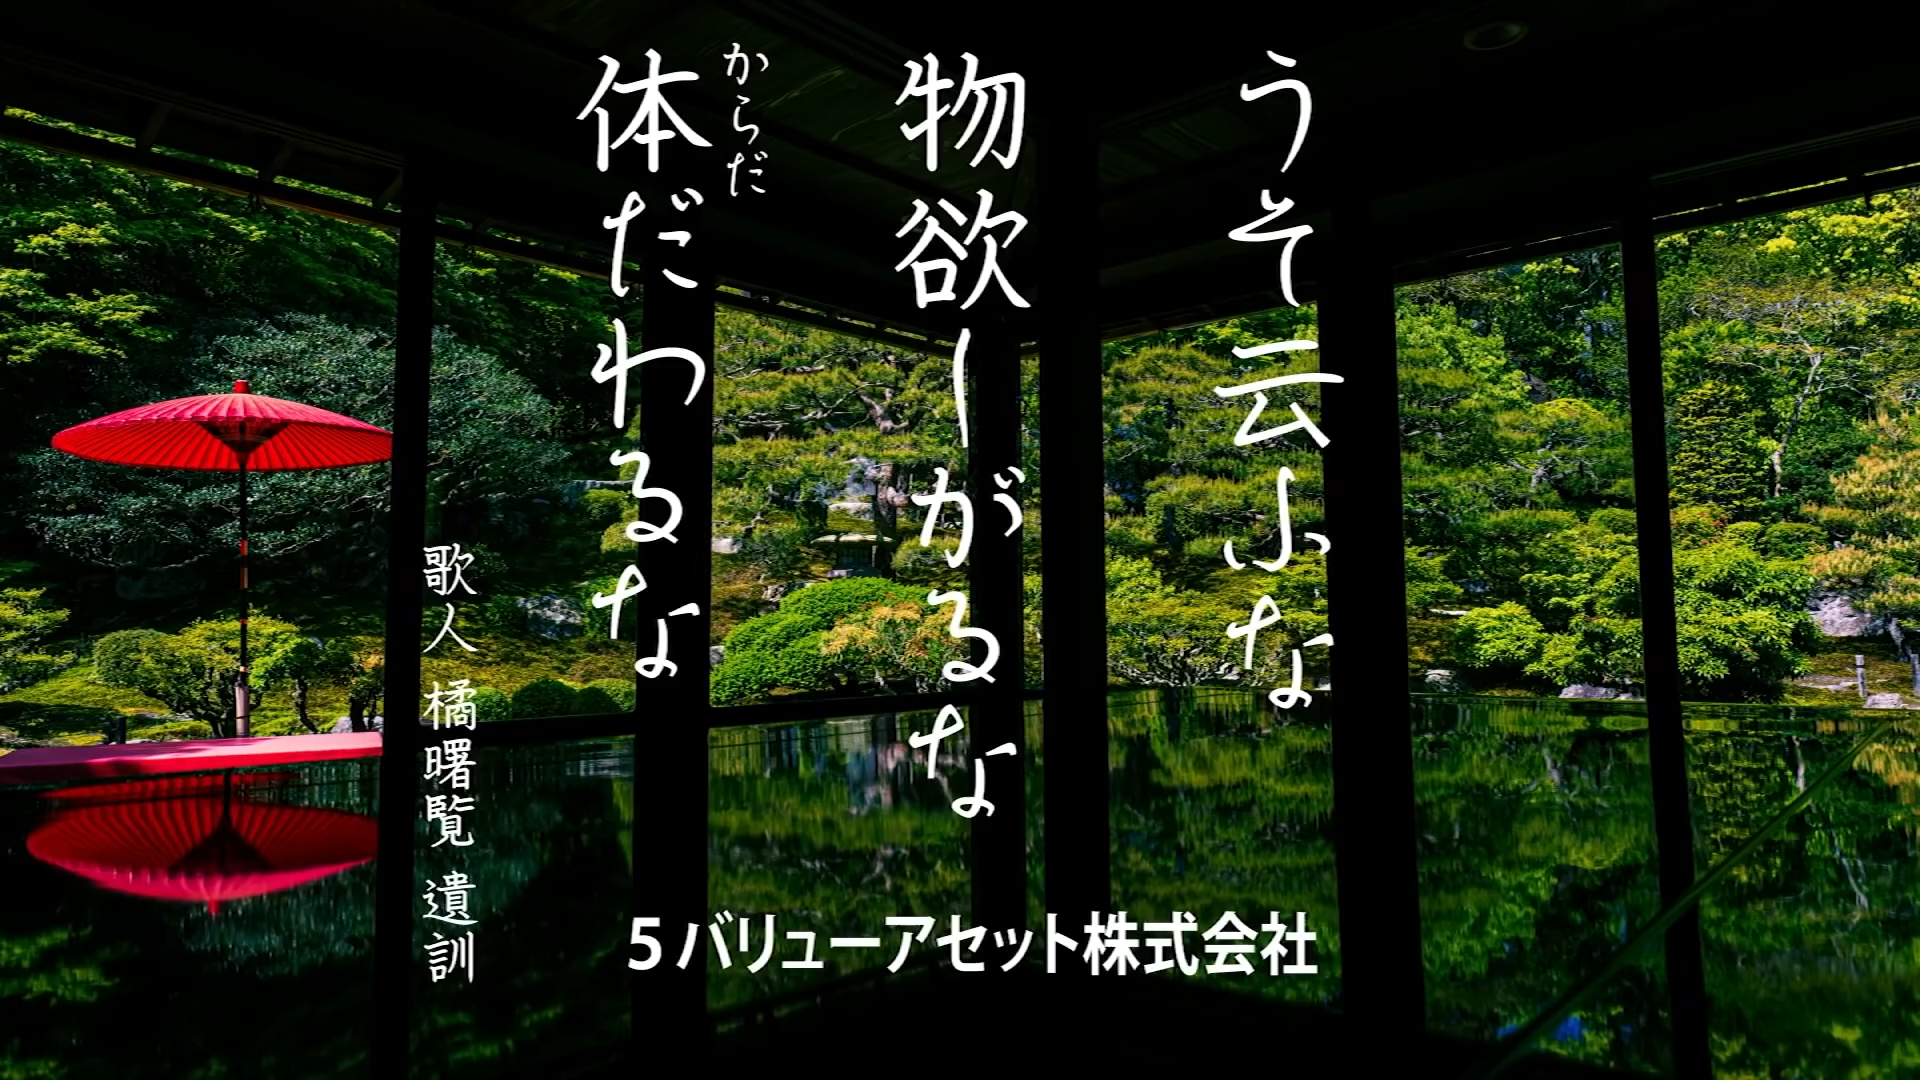 うそ云ふな
物欲しがるな
からだ
体だわるな
歌人 橘曙覧 遺訓
5バリューアセット株式会社